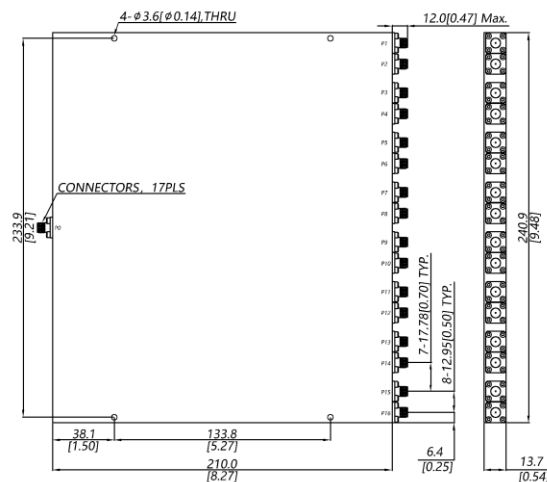 4-φ3.6[φ0.14],THRU
12.0[0.47] Max.
P1
P2
P3
P4
P5
P6
P7
P8
P9
P10
P11
P12
P13
P14
P15
P16
CONNECTORS, 17PLS
P0
233.9
[9.21]
240.9
[9.48]
7-17.78[0.70] TYP.
8-12.95[0.50] TYP.
38.1
[1.50]
133.8
[5.27]
210.0
[8.27]
6.4
[0.25]
13.7
[0.54]